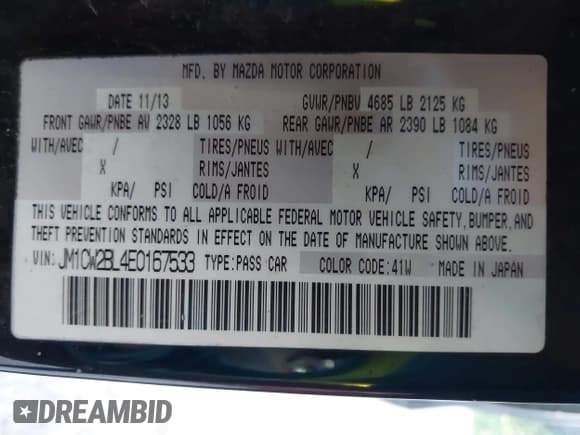 MFD. BY MAZDA MOTOR CORPORATION
DATE 11/13 GVWR/PNBV 4685 LB 2125 KG
FRONT GAWR/PNBE AV 2328 LB 1056 KG REAR GAWR/PNBE AR 2390 LB 1084 KG
WITH/AVEC / TIRES/PNEUS WITH/AVEC / TIRES/PNEUS
X RIMS/JANTES X RIMS/JANTES
KPA/ PSI COLD/A FROID KPA/ PSI COLD/A FROID
THIS VEHICLE CONFORMS TO ALL APPLICABLE FEDERAL MOTOR VEHICLE SAFETY, BUMPER, AND
THEFT PREVENTION STANDARDS IN EFFECT ON THE DATE OF MANUFACTURE SHOWN ABOVE.
VIN: JM1CW2BL4E0167533 TYPE: PASS CAR COLOR CODE: 41W MADE IN JAPAN
DREAMBID